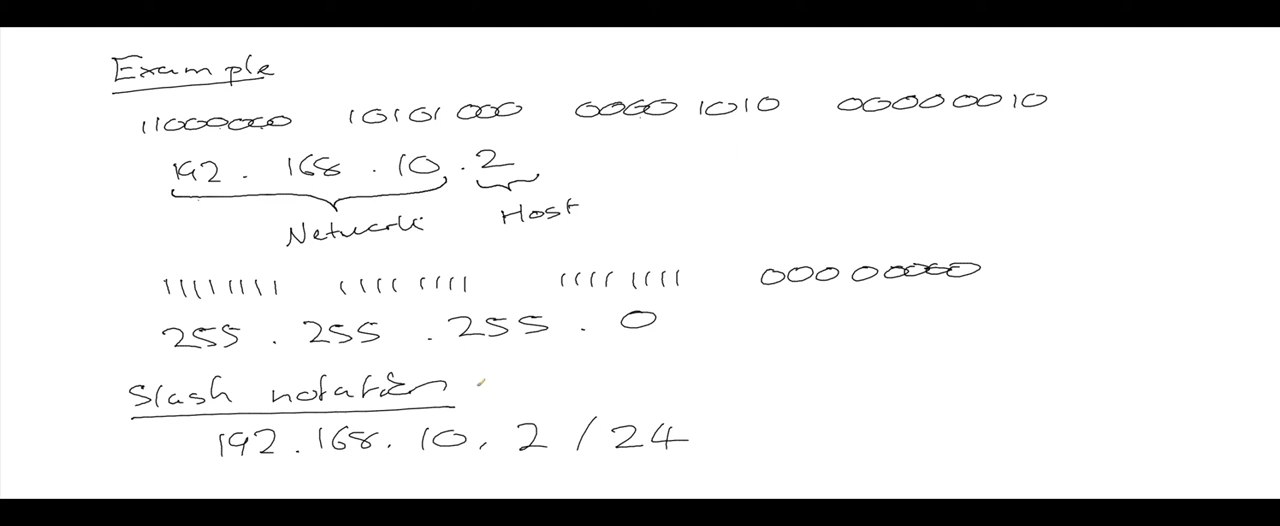 Example
11000000 10101000 00001010 00000010
192 . 168 . 10 . 2
Network Host
11111111 11111111 11111111 00000000
255 . 255 . 255 . 0
Slash notation
192 . 168 . 10 . 2 / 24